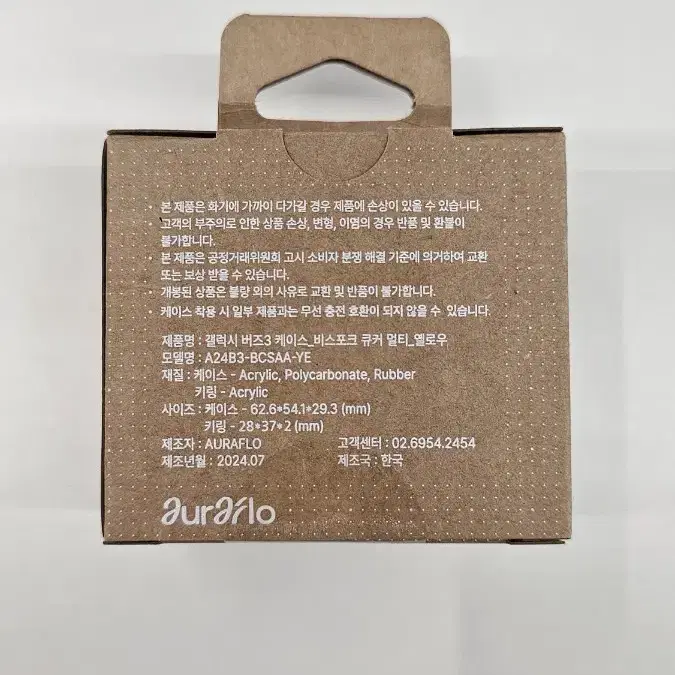 · 본 제품은 화기에 가까이 다가갈 경우 제품에 손상이 있을 수 있습니다.
· 고객의 부주의로 인한 상품 손상, 변형, 이염의 경우 반품 및 환불이
불가합니다.
· 본 제품은 공정거래위원회 고시 소비자 분쟁 해결 기준에 의거하여 교환
또는 보상 받을 수 있습니다.
· 개봉된 상품은 불량 외의 사유로 교환 및 반품이 불가합니다.
· 케이스 착용 시 일부 제품과는 무선 충전 호환이 되지 않을 수 있습니다.
제품명 : 갤럭시 버즈3 케이스_비스포크 큐커 멀티_옐로우
모델명 : A24B3-BCSAA-YE
재질 : 케이스 - Acrylic, Polycarbonate, Rubber
키링 - Acrylic
사이즈 : 케이스 - 62.6*54.1*29.3 (mm)
키링 - 28*37*2 (mm)
제조자 : AURAFLO 고객센터 : 02.6954.2454
제조년월 : 2024.07 제조국 : 한국
auraflo